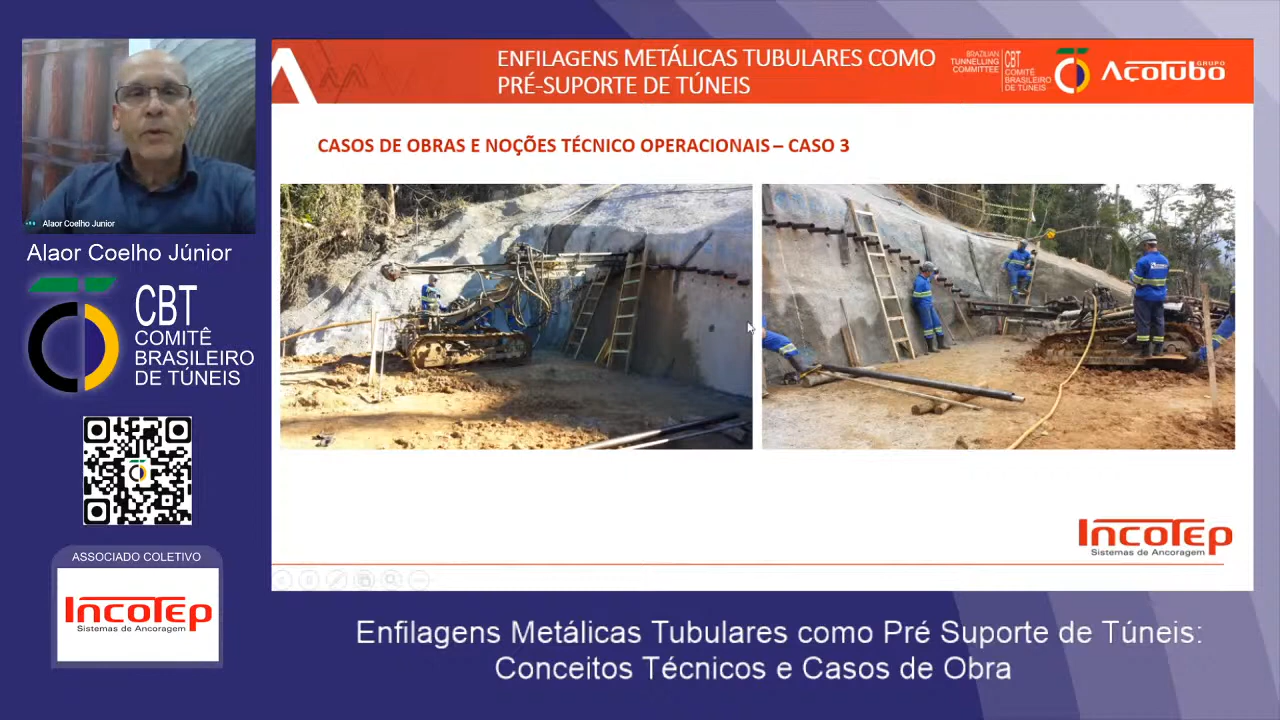 ENFILAGENS METÁLICAS TUBULARES COMO
PRÉ-SUPORTE DE TÚNEIS
BRAZILIAN
TUNNELLING
COMMITTEE
CBT
COMITÊ
BRASILEIRO
DE TÚNEIS
GRUPO
AÇOTUBO
CASOS DE OBRAS E NOÇÕES TÉCNICO OPERACIONAIS – CASO 3
Alaor Coelho Junior
Alaor Coelho Júnior
CBT
COMITÊ
BRASILEIRO
DE TÚNEIS
ASSOCIADO COLETIVO
INCOTEP
Sistemas de Ancoragem
INCOTEP
Sistemas de Ancoragem
Enfilagens Metálicas Tubulares como Pré Suporte de Túneis:
Conceitos Técnicos e Casos de Obra